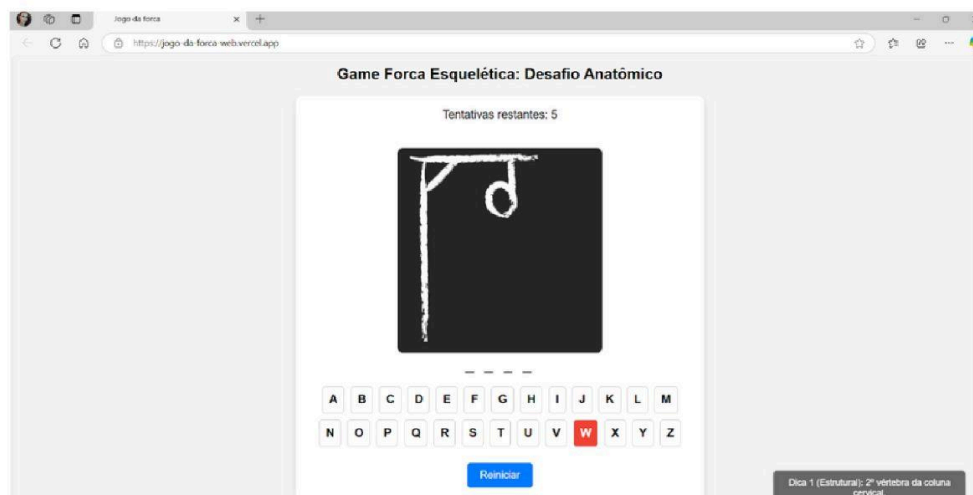 Jogo da forca
https://jogo-da-forca-web.vercel.app
Game Forca Esquelética: Desafio Anatômico
Tentativas restantes: 5
_ _ _ _
A B C D E F G H I J K L M
N O P Q R S T U V W X Y Z
Reiniciar
Dica 1 (Estrutural): 2ª vértebra da coluna
cervical